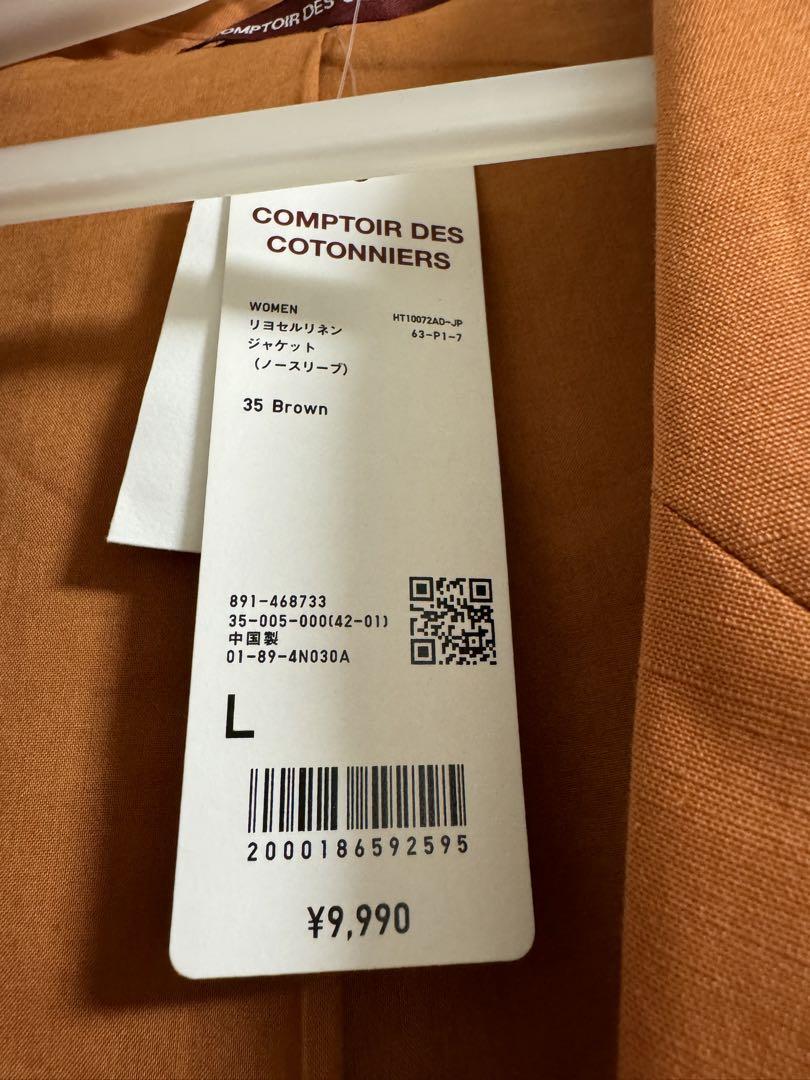 COMPTOIR DES
COMPTOIR DES
COTONNIERS
WOMEN
リヨセルリネン
ジャケット
(ノースリーブ)
HT10072AD-JP
63-P1-7
35 Brown
891-468733
35-005-000(42-01)
中国製
01-89-4N030A
L
2000186592595
¥9,990